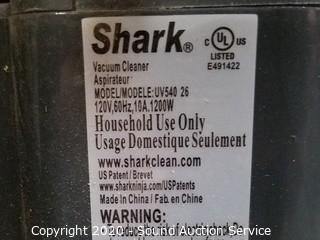 Shark®
C UL US
LISTED
E491422
Vacuum Cleaner
Aspirateur
MODEL/MODELE:UV540 26
120V,60Hz,10A,1200W
Household Use Only
Usage Domestique Seulement
www.sharkclean.com
US Patent / Brevet
www.sharkninja.com/USPatents
Made In China / Fab. en Chine
WARNING:
Copyright 2020 - Sound Auction Service